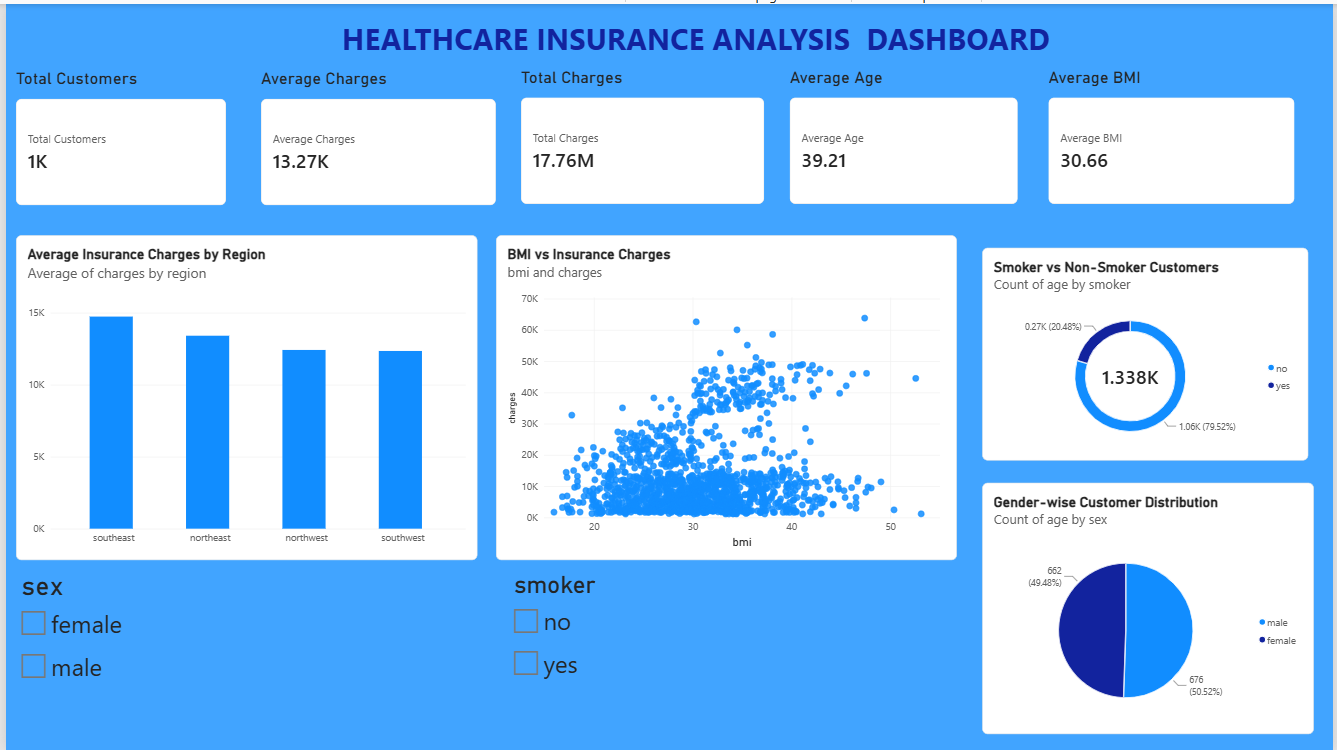 HEALTHCARE INSURANCE ANALYSIS  DASHBOARD
Total Customers
Average Charges
Total Charges
Average Age
Average BMI
Total Customers
1K
Average Charges
13.27K
Total Charges
17.76M
Average Age
39.21
Average BMI
30.66
Average Insurance Charges by Region
Average of charges by region
15K
10K
5K
0K
southeast
northeast
northwest
southwest
BMI vs Insurance Charges
bmi and charges
70K
60K
50K
40K
30K
20K
10K
0K
charges
20
30
40
50
bmi
Smoker vs Non-Smoker Customers
Count of age by smoker
0.27K (20.48%)
1.338K
1.06K (79.52%)
no
yes
Gender-wise Customer Distribution
Count of age by sex
662
(49.48%)
676
(50.52%)
male
female
sex
female
male
smoker
no
yes